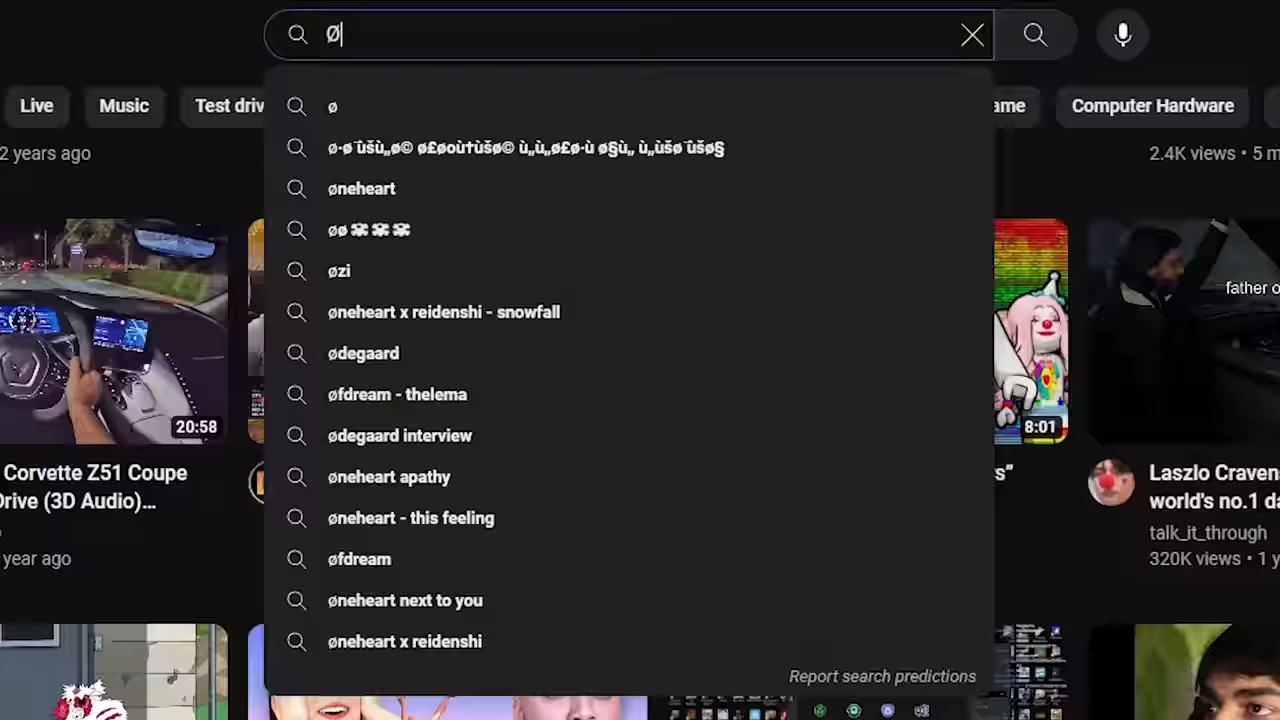 Ø
Live
Music
Test driv
ame
Computer Hardware
2 years ago
2.4K views • 5 m
ø
ø·ø¨ùšù„ø© ø£øoù†ùšø© ù„ù„ø£ø·ù ø§ù„ ù„ùšø¨ùšø§
øneheart
øø
øzi
øneheart x reidenshi - snowfall
ødegaard
øfdream - thelema
ødegaard interview
øneheart apathy
øneheart - this feeling
øfdream
øneheart next to you
øneheart x reidenshi
Report search predictions
father o
20:58
8:01
Corvette Z51 Coupe
Drive (3D Audio)...
year ago
s”
Laszlo Craven
world's no.1 da
talk_it_through
320K views • 1 y